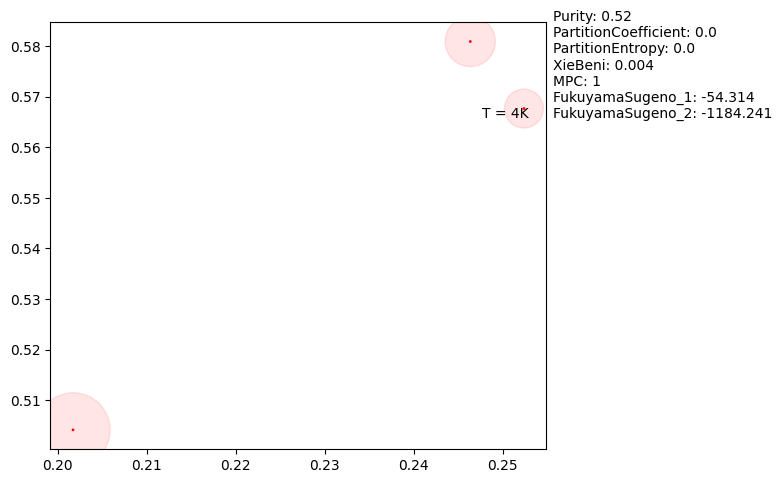 Purity: 0.52
PartitionCoefficient: 0.0
PartitionEntropy: 0.0
XieBeni: 0.004
MPC: 1
FukuyamaSugeno_1: -54.314
FukuyamaSugeno_2: -1184.241
0.58
0.57
T = 4K
0.56
0.55
0.54
0.53
0.52
0.51
0.20 0.21 0.22 0.23 0.24 0.25